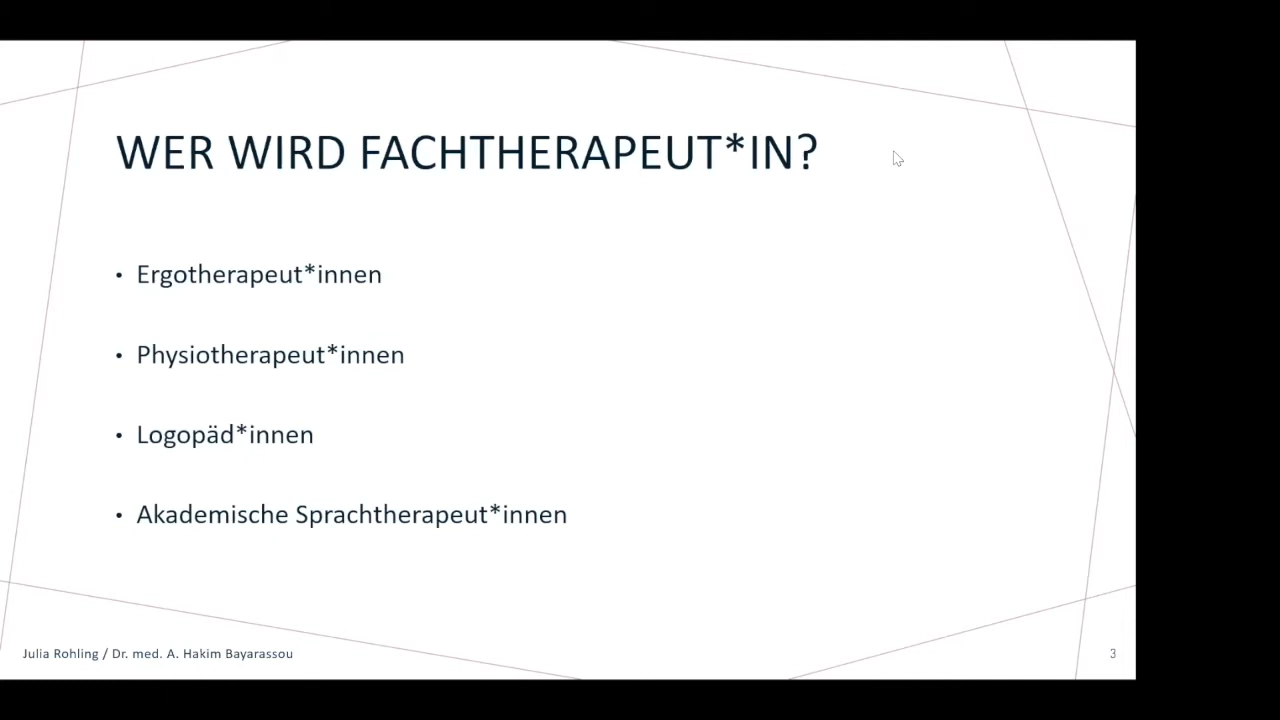 WER WIRD FACHTHERAPEUT*IN?
• Ergotherapeut*innen
• Physiotherapeut*innen
• Logopäd*innen
• Akademische Sprachtherapeut*innen
Julia Rohling / Dr. med. A. Hakim Bayarassou
3